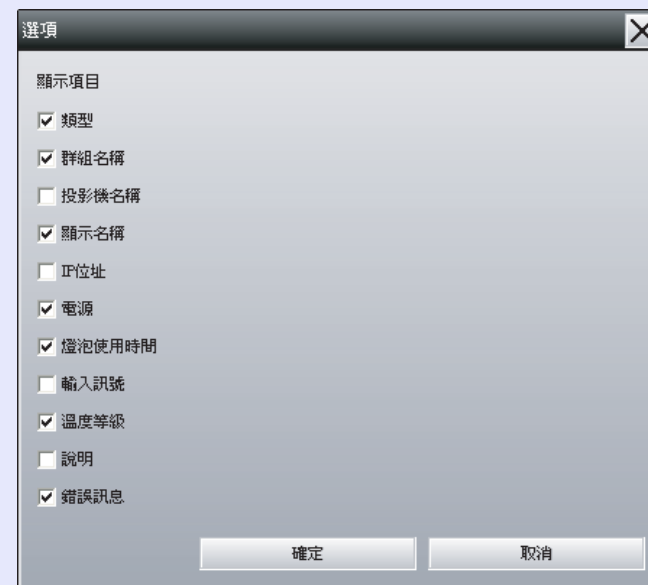 選項
顯示項目
類型
群組名稱
投影機名稱
顯示名稱
IP位址
電源
燈泡使用時間
輸入訊號
溫度等級
說明
錯誤訊息
確定
取消